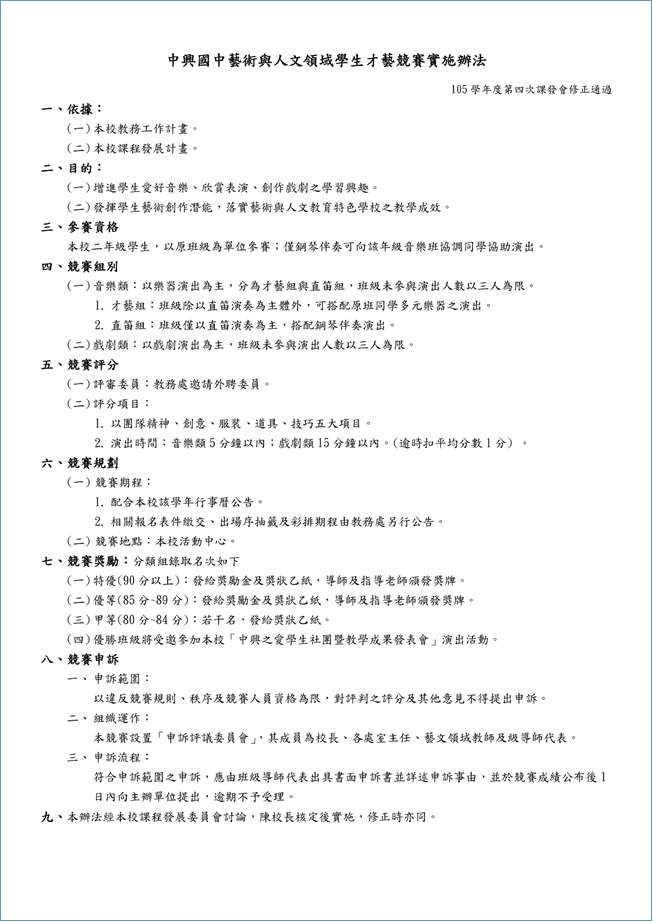 中興國中藝術與人文領域學生才藝競賽實施辦法
105 學年度第四次課發會修正通過
一、依據：
(一)本校教務工作計畫。
(二)本校課程發展計畫。
二、目的：
(一)增進學生愛好音樂、欣賞表演、創作戲劇之學習興趣。
(二)發揮學生藝術創作潛能，落實藝術與人文教育特色學校之教學成效。
三、參賽資格
本校二年級學生，以原班級為單位參賽；僅鋼琴伴奏可向該年級音樂班協調同學協助演出。
四、競賽組別
(一)音樂類：以樂器演出為主，分為才藝組與直笛組，班級未參與演出人數以三人為限。
1. 才藝組：班級除以直笛演奏為主體外，可搭配原班同學多元樂器之演出。
2. 直笛組：班級僅以直笛演奏為主，搭配鋼琴伴奏演出。
(二)戲劇類：以戲劇演出為主，班級未參與演出人數以三人為限。
五、競賽評分
(一)評審委員：教務處邀請外聘委員。
(二)評分項目：
1. 以團隊精神、創意、服裝、道具、技巧五大項目。
2. 演出時間：音樂類 5 分鐘以內；戲劇類 15 分鐘以內。(逾時扣平均分數 1 分) 。
六、競賽規劃
(一) 競賽期程：
1. 配合本校該學年行事曆公告。
2. 相關報名表件繳交、出場序抽籤及彩排期程由教務處另行公告。
(二) 競賽地點：本校活動中心。
七、競賽獎勵：分類組錄取名次如下
(一)特優(90 分以上)：發給獎勵金及獎狀乙紙，導師及指導老師頒發獎牌。
(二)優等(85 分~89 分)：發給獎勵金及獎狀乙紙，導師及指導老師頒發獎牌。
(三)甲等(80 分~84 分)：若干名，發給獎狀乙紙。
(四)優勝班級將受邀參加本校「中興之愛學生社團暨教學成果發表會」演出活動。
八、競賽申訴
一、 申訴範圍：
以違反競賽規則、秩序及競賽人員資格為限，對評判之評分及其他意見不得提出申訴。
二、 組織運作：
本競賽設置「申訴評議委員會」，其成員為校長、各處室主任、藝文領域教師及級導師代表。
三、 申訴流程：
符合申訴範圍之申訴，應由班級導師代表出具書面申訴書並詳述申訴事由，並於競賽成績公布後 1
日內向主辦單位提出，逾期不予受理。
九、本辦法經本校課程發展委員會討論，陳校長核定後實施，修正時亦同。